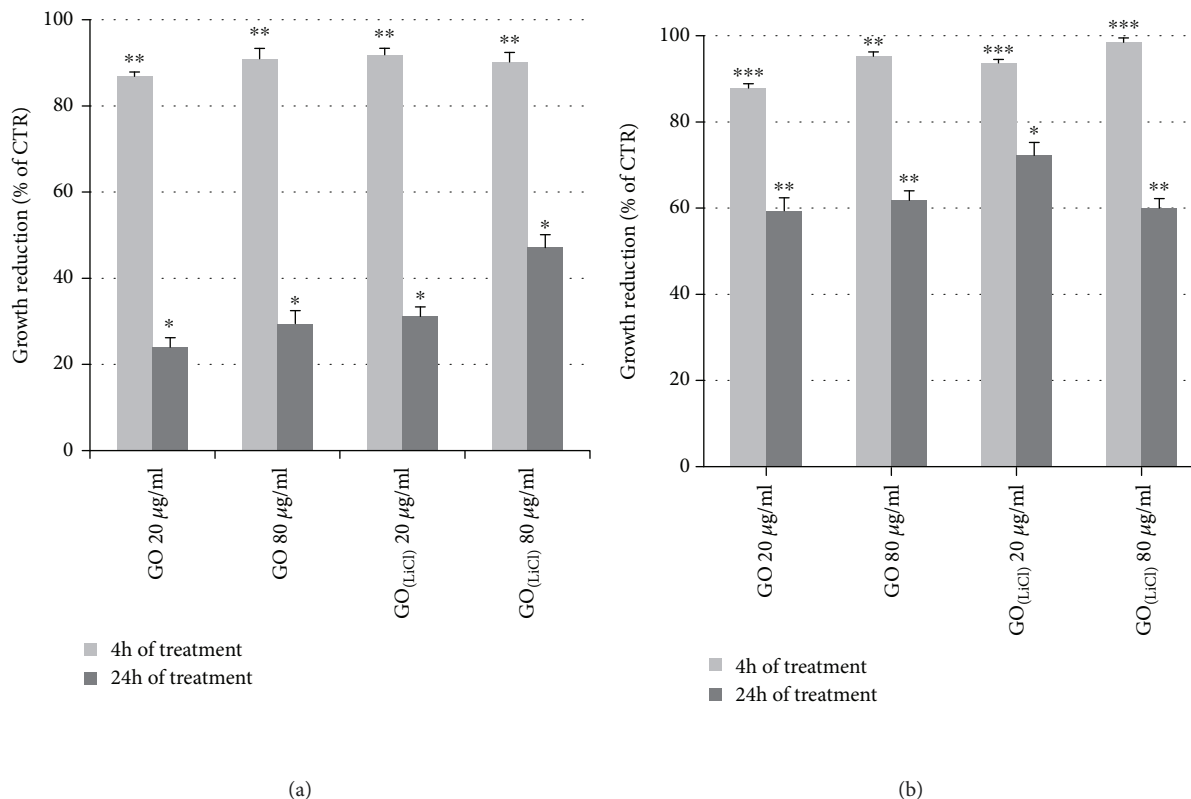 Growth reduction (% of CTR)
100
80
60
40
20
0
**
*
**
*
**
*
**
*
GO 20 μg/ml
GO 80 μg/ml
GO(LiCl) 20 μg/ml
GO(LiCl) 80 μg/ml
4h of treatment
24h of treatment
(a)
Growth reduction (% of CTR)
100
80
60
40
20
0
***
**
**
**
***
*
***
**
GO 20 μg/ml
GO 80 μg/ml
GO(LiCl) 20 μg/ml
GO(LiCl) 80 μg/ml
4h of treatment
24h of treatment
(b)